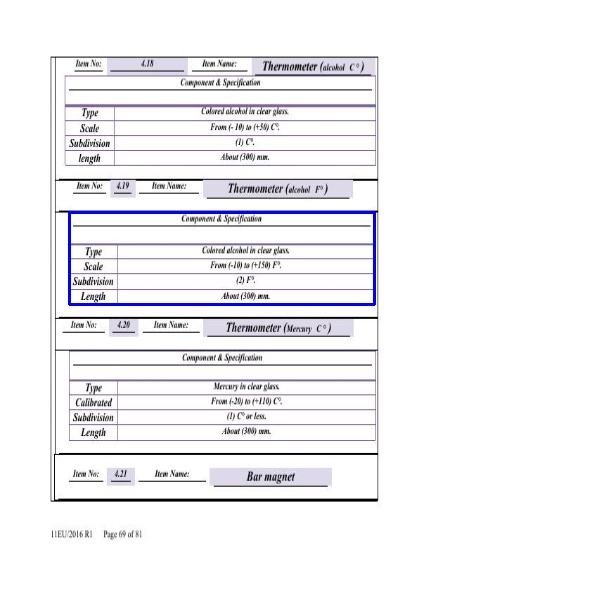 Item No: 4.18 Item Name: Thermometer (alcohol C°)
Component & Specification
Type Colored alcohol in clear glass.
Scale From (- 10) to (+50) C°.
Subdivision (1) C°.
length About (300) mm.
Item No: 4.19 Item Name: Thermometer (alcohol F°)
Component & Specification
Type Colored alcohol in clear glass.
Scale From (-10) to (+150) F°.
Subdivision (2) F°.
Length About (300) mm.
Item No: 4.20 Item Name: Thermometer (Mercury C°)
Component & Specification
Type Mercury in clear glass.
Calibrated From (-20) to (+110) C°.
Subdivision (1) C° or less.
Length About (300) mm.
Item No: 4.21 Item Name: Bar magnet
11EU/2016 R1 Page 69 of 81